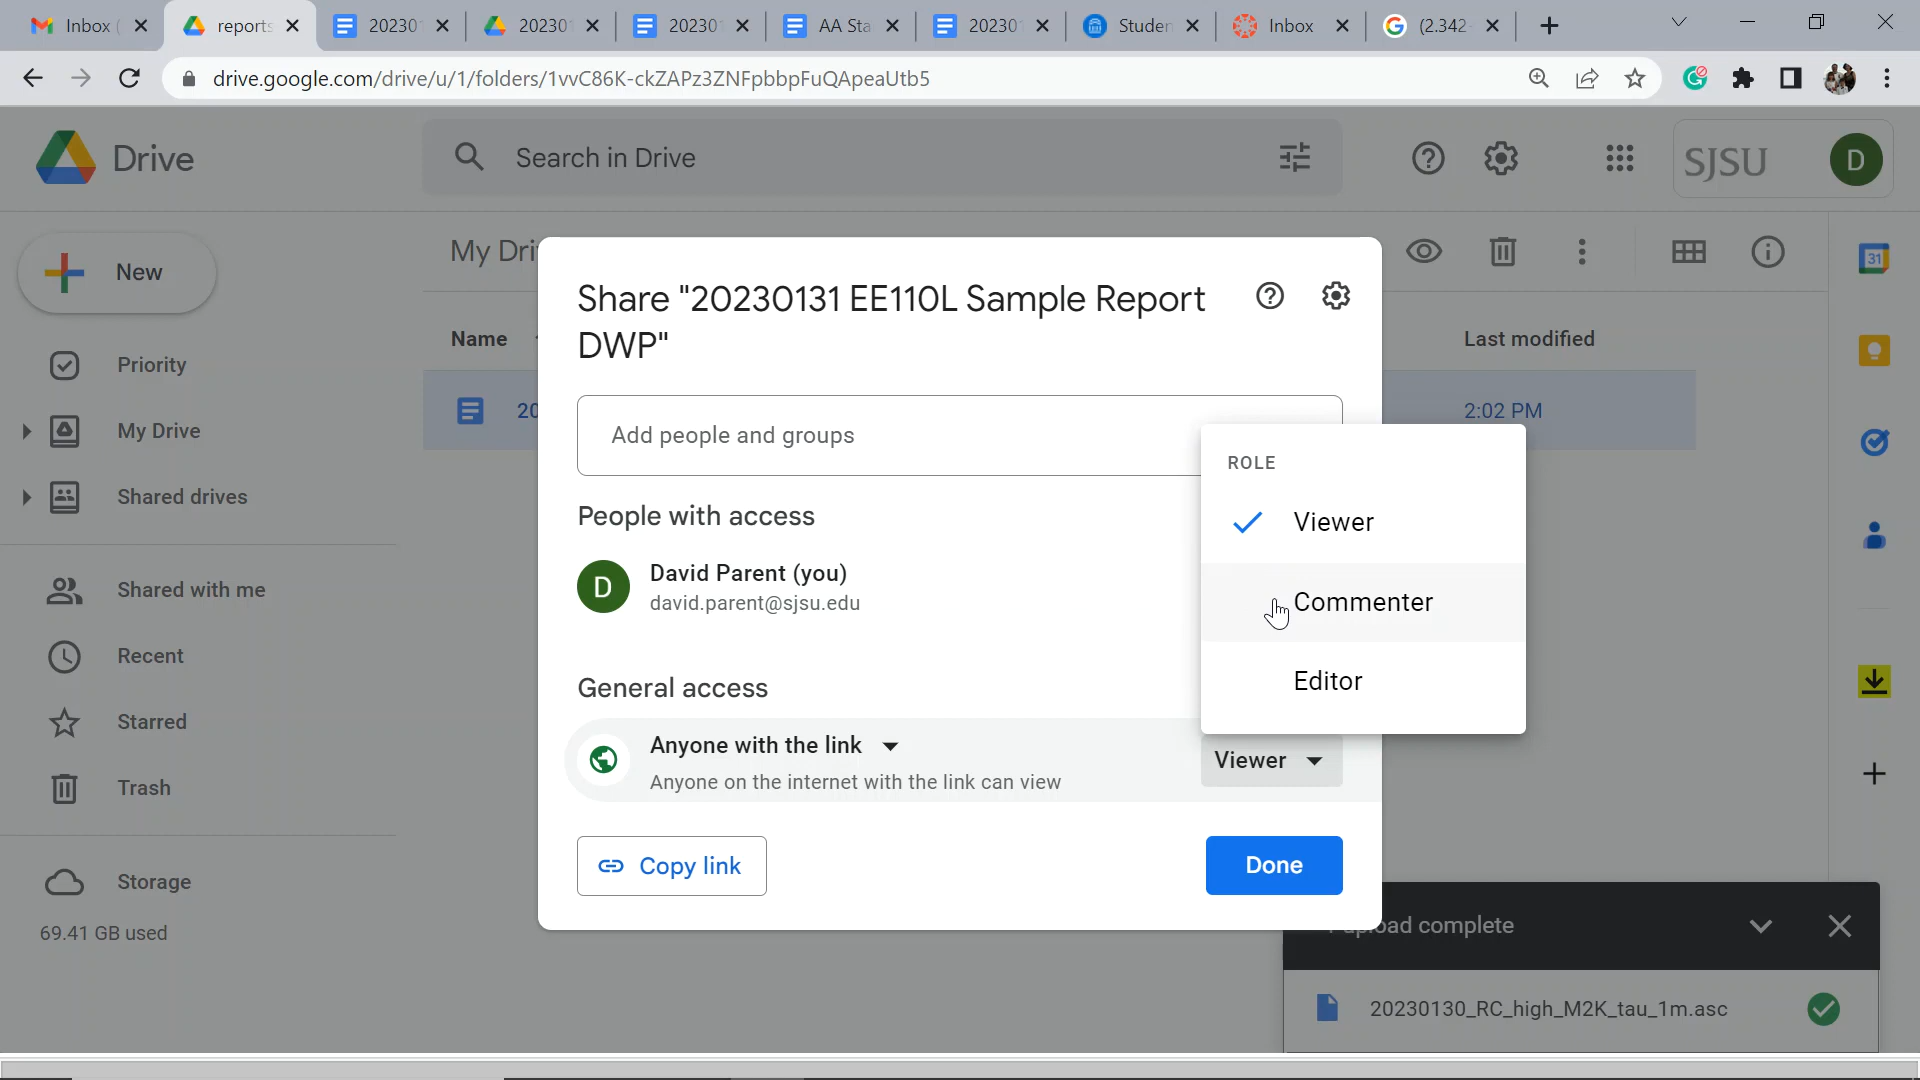 Inbox (
reports
20230
20230
20230
AA Sta
20230
Studen
Inbox
(2.342
drive.google.com/drive/u/1/folders/1vvC86K-ckZAPz3ZNFpbbpFuQApeaUtb5
Drive
Search in Drive
SJSU
D
New
My Dri
31
Share "20230131 EE110L Sample Report
DWP"
Name
Last modified
Priority
20
2:02 PM
Add people and groups
ROLE
My Drive
Viewer
Shared drives
People with access
David Parent (you)
D
david.parent@sjsu.edu
Commenter
Shared with me
Recent
Editor
General access
Starred
Anyone with the link
Viewer
Anyone on the internet with the link can view
Trash
Copy link
Done
Storage
69.41 GB used
upload complete
20230130_RC_high_M2K_tau_1m.asc